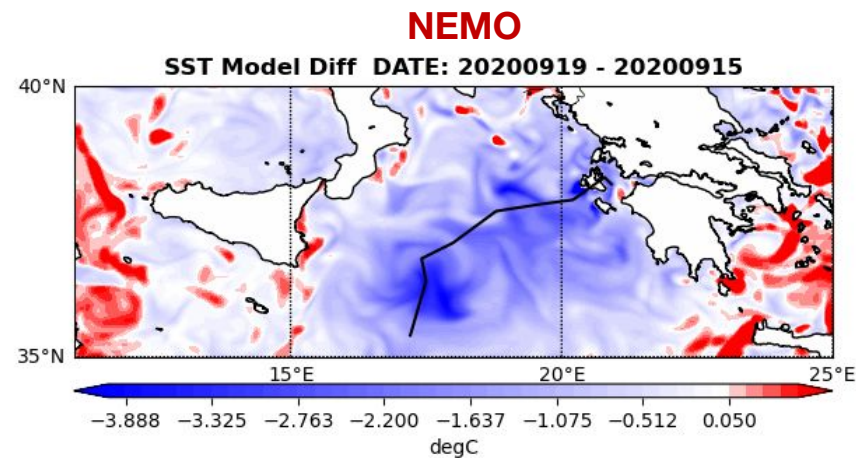 NEMO
SST Model Diff DATE: 20200919 - 20200915
40°N
35°N
15°E 20°E 25°E
−3.888 −3.325 −2.763 −2.200 −1.637 −1.075 −0.512 0.050
degC